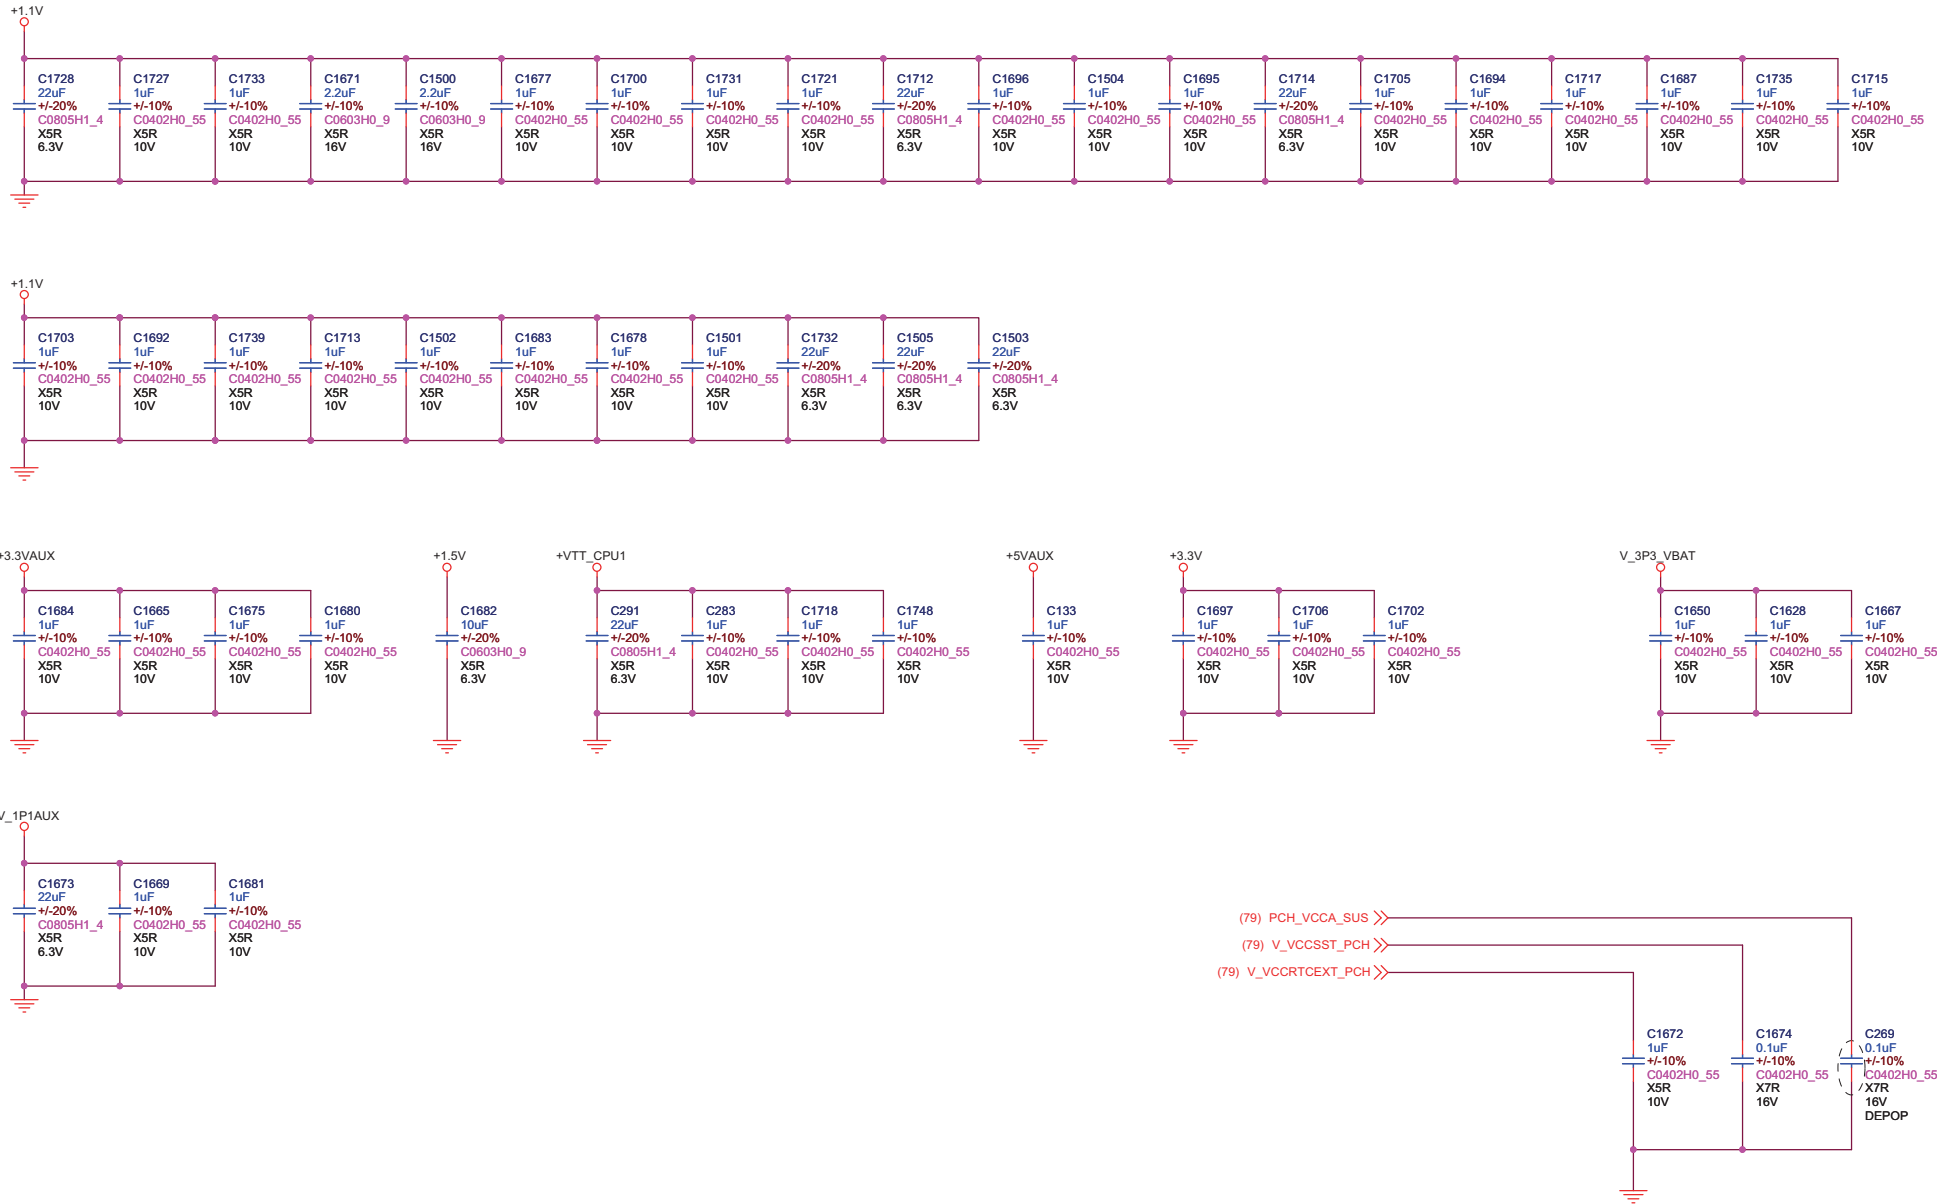 +1.1V
C1728 C1727 C1733 C1671 C1500 C1677 C1700 C1731 C1721 C1712 C1696 C1504 C1695 C1714 C1705 C1694 C1717 C1687 C1735 C1715
22uF 1uF 1uF 2.2uF 2.2uF 1uF 1uF 1uF 1uF 22uF 1uF 1uF 1uF 22uF 1uF 1uF 1uF 1uF 1uF 1uF
+/-20% +/-10% +/-10% +/-10% +/-10% +/-10% +/-10% +/-10% +/-10% +/-20% +/-10% +/-10% +/-10% +/-20% +/-10% +/-10% +/-10% +/-10% +/-10% +/-10%
C0805H1_4 C0402H0_55 C0402H0_55 C0603H0_9 C0603H0_9 C0402H0_55 C0402H0_55 C0402H0_55 C0402H0_55 C0805H1_4 C0402H0_55 C0402H0_55 C0402H0_55 C0805H1_4 C0402H0_55 C0402H0_55 C0402H0_55 C0402H0_55 C0402H0_55 C0402H0_55
X5R X5R X5R X5R X5R X5R X5R X5R X5R X5R X5R X5R X5R X5R X5R X5R X5R X5R X5R X5R
6.3V 10V 10V 16V 16V 10V 10V 10V 10V 6.3V 10V 10V 10V 6.3V 10V 10V 10V 10V 10V 10V
+1.1V
C1703 C1692 C1739 C1713 C1502 C1683 C1678 C1501 C1732 C1505 C1503
1uF 1uF 1uF 1uF 1uF 1uF 1uF 1uF 22uF 22uF 22uF
+/-10% +/-10% +/-10% +/-10% +/-10% +/-10% +/-10% +/-10% +/-20% +/-20% +/-20%
C0402H0_55 C0402H0_55 C0402H0_55 C0402H0_55 C0402H0_55 C0402H0_55 C0402H0_55 C0402H0_55 C0805H1_4 C0805H1_4 C0805H1_4
X5R X5R X5R X5R X5R X5R X5R X5R X5R X5R X5R
10V 10V 10V 10V 10V 10V 10V 10V 6.3V 6.3V 6.3V
+3.3VAUX +1.5V +VTT_CPU1 +5VAUX +3.3V V_3P3_VBAT
C1684 C1665 C1675 C1680 C1682 C291 C283 C1718 C1748 C133 C1697 C1706 C1702 C1650 C1628 C1667
1uF 1uF 1uF 1uF 10uF 22uF 1uF 1uF 1uF 1uF 1uF 1uF 1uF 1uF 1uF 1uF
+/-10% +/-10% +/-10% +/-10% +/-20% +/-20% +/-10% +/-10% +/-10% +/-10% +/-10% +/-10% +/-10% +/-10% +/-10% +/-10%
C0402H0_55 C0402H0_55 C0402H0_55 C0402H0_55 C0603H0_9 C0805H1_4 C0402H0_55 C0402H0_55 C0402H0_55 C0402H0_55 C0402H0_55 C0402H0_55 C0402H0_55 C0402H0_55 C0402H0_55 C0402H0_55
X5R X5R X5R X5R X5R X5R X5R X5R X5R X5R X5R X5R X5R X5R X5R X5R
10V 10V 10V 10V 6.3V 6.3V 10V 10V 10V 10V 10V 10V 10V 10V 10V 10V
V_1P1AUX
C1673 C1669 C1681
22uF 1uF 1uF
+/-20% +/-10% +/-10%
C0805H1_4 C0402H0_55 C0402H0_55
X5R X5R X5R
6.3V 10V 10V
(79) PCH_VCCA_SUS
(79) V_VCCSST_PCH
(79) V_VCCRTCEXT_PCH
C1672 C1674 C269
1uF 0.1uF 0.1uF
+/-10% +/-10% +/-10%
C0402H0_55 C0402H0_55 C0402H0_55
X5R X7R X7R
10V 16V 16V
DEPOP